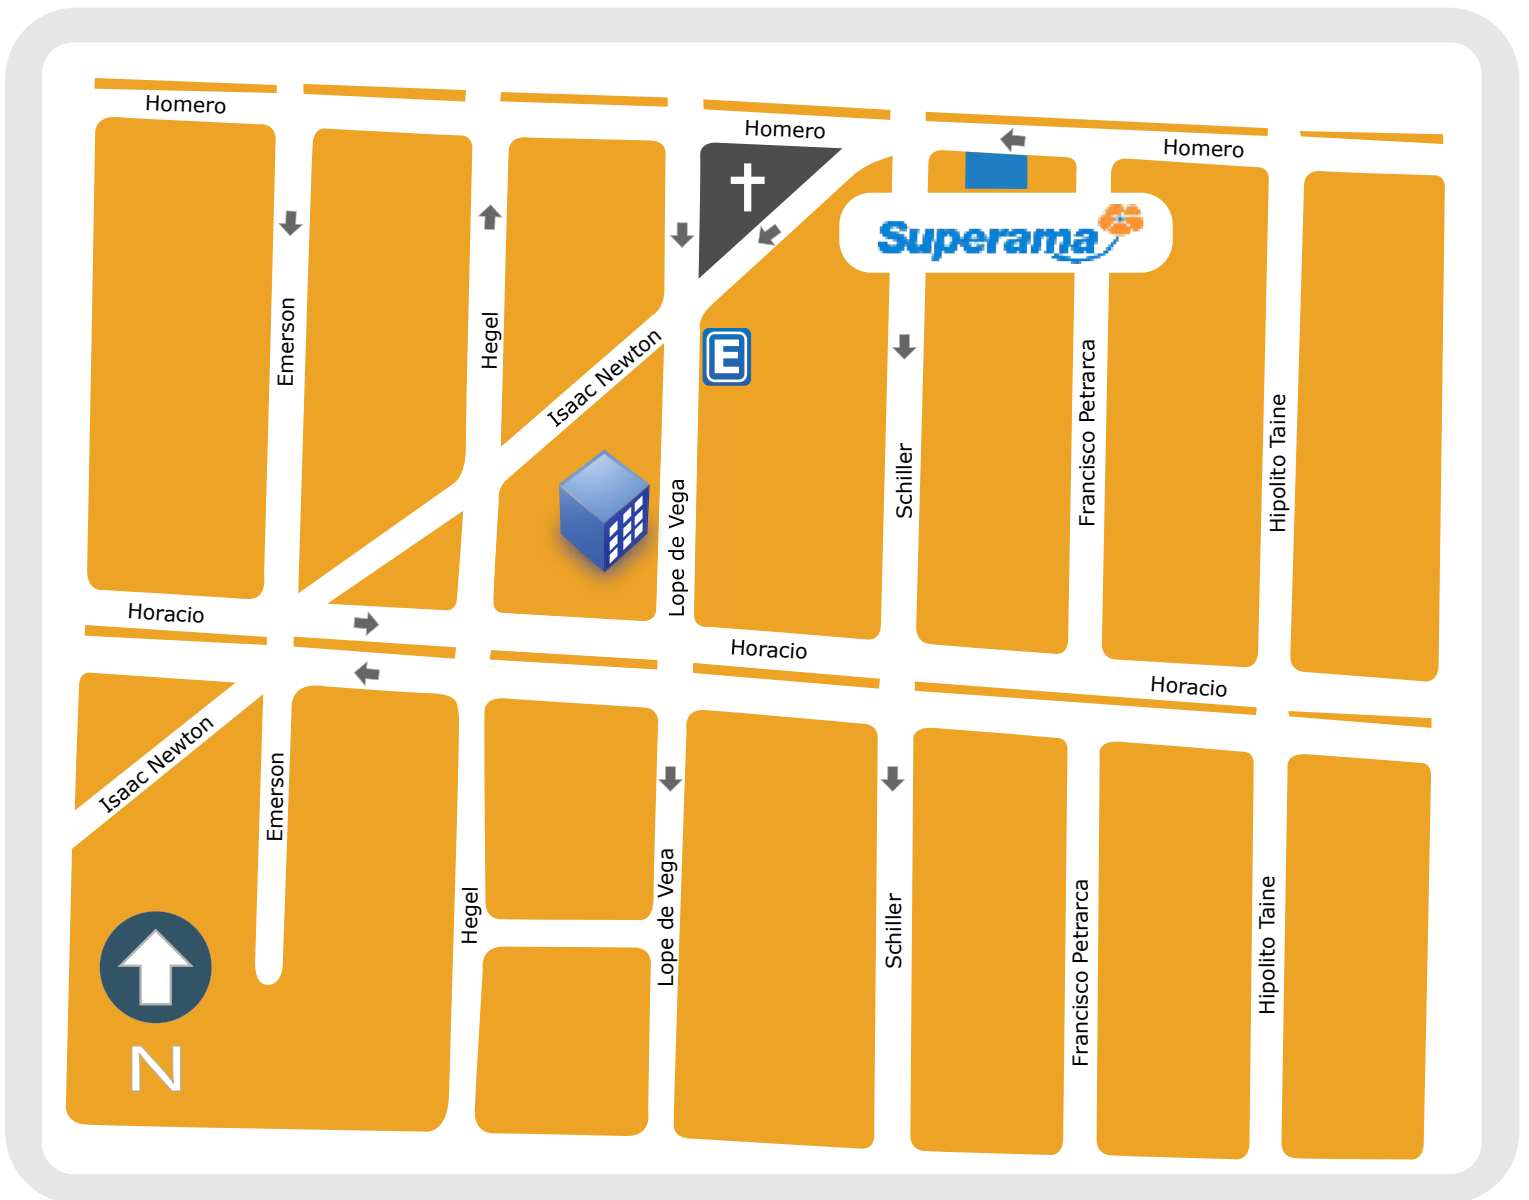 Homero
Homero
Homero
Superama
Emerson
Hegel
Isaac Newton
E
Lope de Vega
Schiller
Francisco Petrarca
Hipolito Taine
Horacio
Horacio
Horacio
Isaac Newton
Emerson
Hegel
Lope de Vega
Schiller
Francisco Petrarca
Hipolito Taine
N